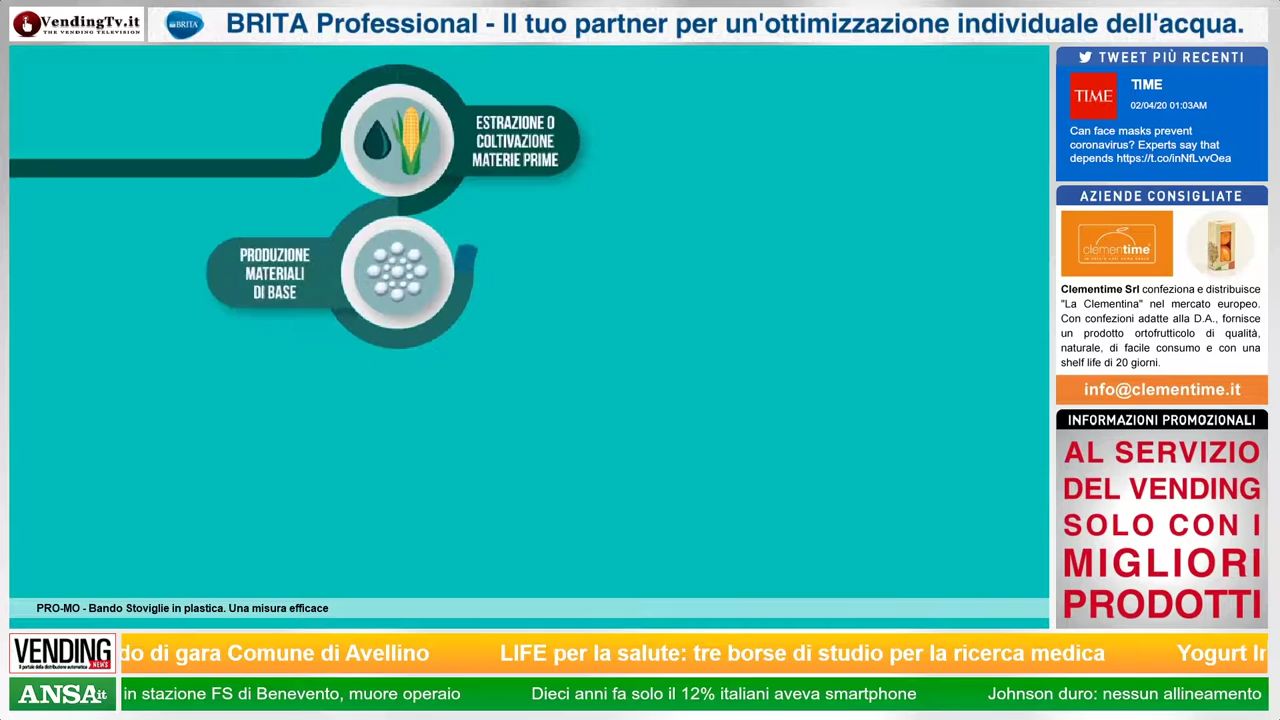 VendingTv.it
THE VENDING TELEVISION
BRITA
BRITA Professional - Il tuo partner per un'ottimizzazione individuale dell'acqua.
ESTRAZIONE O
COLTIVAZIONE
MATERIE PRIME
PRODUZIONE
MATERIALI
DI BASE
PRO-MO - Bando Stoviglie in plastica. Una misura efficace
TWEET PIÙ RECENTI
TIME
TIME
02/04/20 01:03AM
Can face masks prevent
coronavirus? Experts say that
depends https://t.co/inNfLvvOea
AZIENDE CONSIGLIATE
clementime
Clementime Srl confeziona e distribuisce
"La Clementina" nel mercato europeo.
Con confezioni adatte alla D.A., fornisce
un prodotto ortofrutticolo di qualità,
naturale, di facile consumo e con una
shelf life di 20 giorni.
info@clementime.it
INFORMAZIONI PROMOZIONALI
AL SERVIZIO
DEL VENDING
SOLO CON I
MIGLIORI
PRODOTTI
VENDING
NEWS
Il portale della distribuzione automatica
do di gara Comune di Avellino LIFE per la salute: tre borse di studio per la ricerca medica Yogurt In
ANSA.it
in stazione FS di Benevento, muore operaio Dieci anni fa solo il 12% italiani aveva smartphone Johnson duro: nessun allineamento